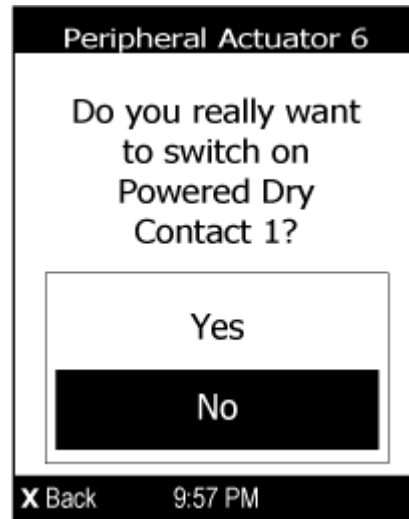 Peripheral Actuator 6
Do you really want
to switch on
Powered Dry
Contact 1?
Yes
No
X Back 9:57 PM